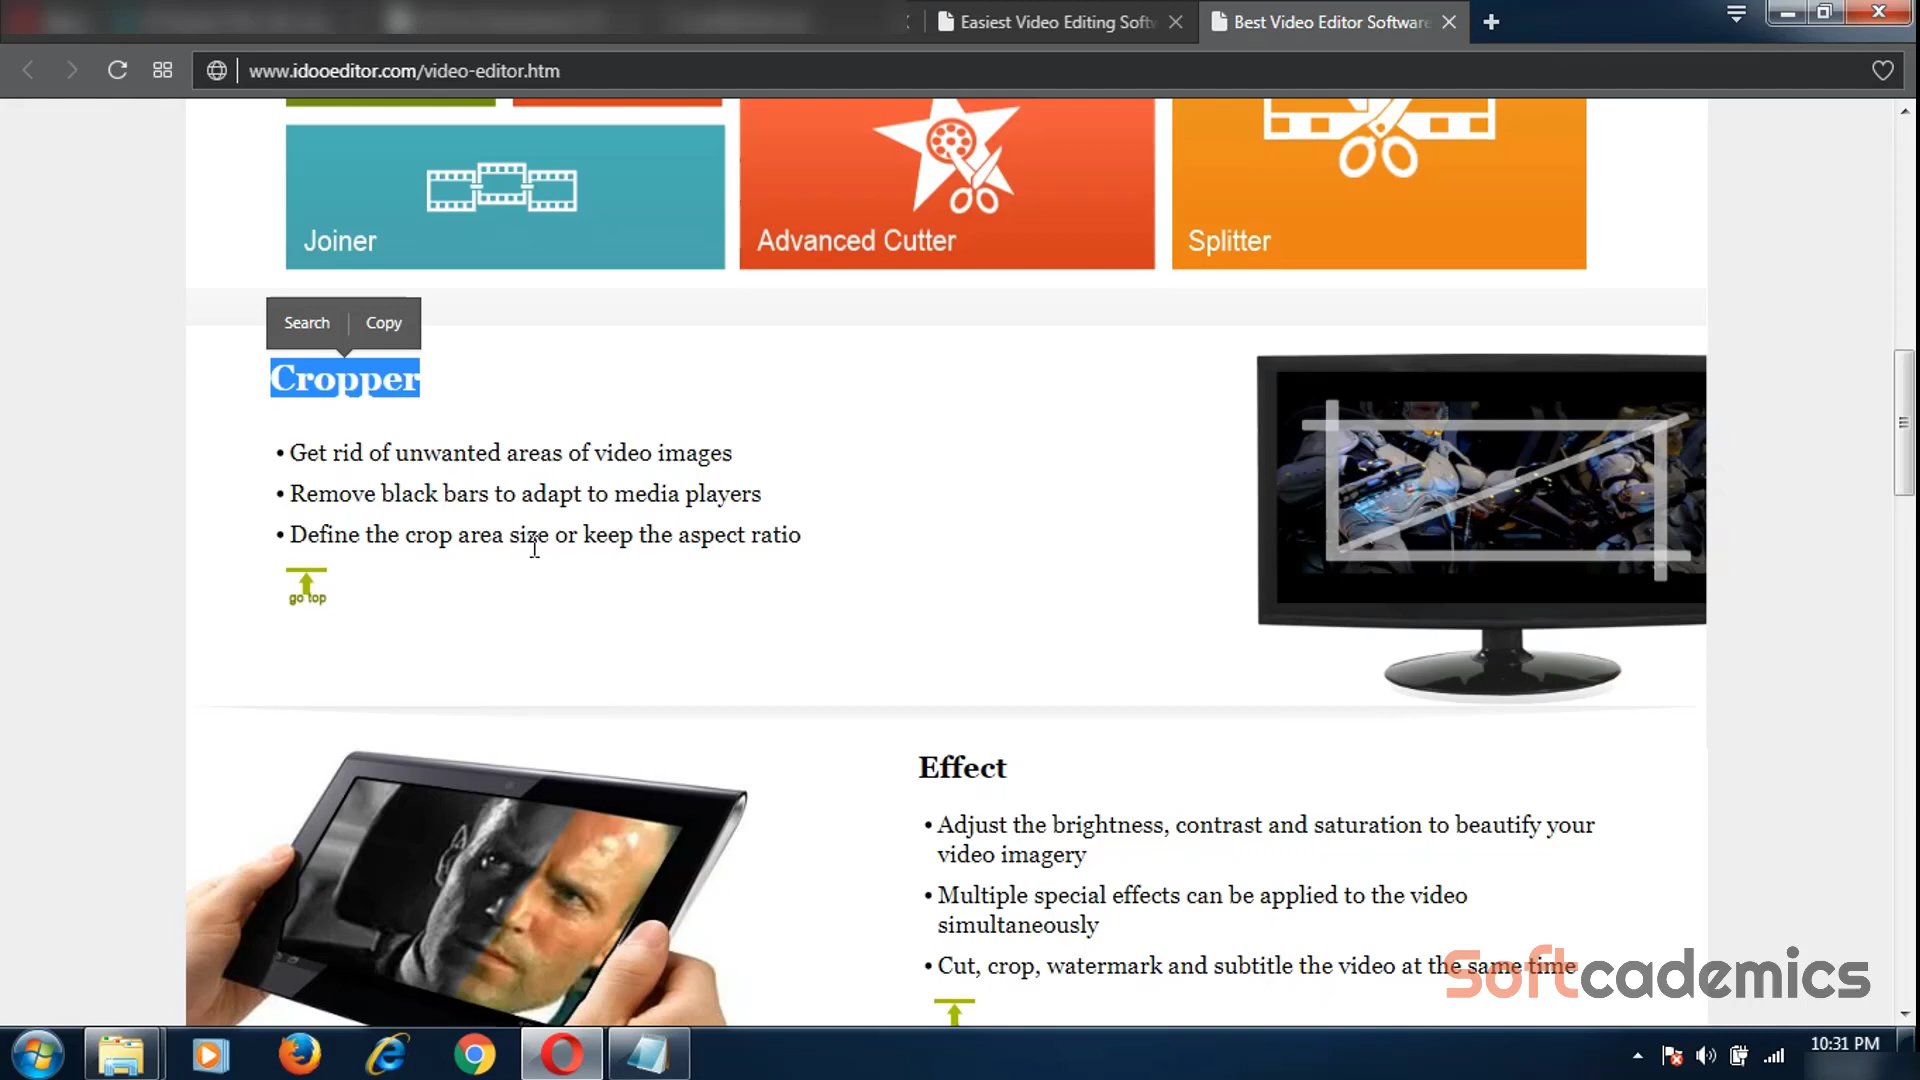 Easiest Video Editing Softw
Best Video Editor Software
www.idooeditor.com/video-editor.htm
Joiner
Advanced Cutter
Splitter
Search
Copy
Cropper
• Get rid of unwanted areas of video images
• Remove black bars to adapt to media players
• Define the crop area size or keep the aspect ratio
go top
Effect
• Adjust the brightness, contrast and saturation to beautify your
video imagery
• Multiple special effects can be applied to the video
simultaneously
• Cut, crop, watermark and subtitle the video at the same time
Softcademics
10:31 PM